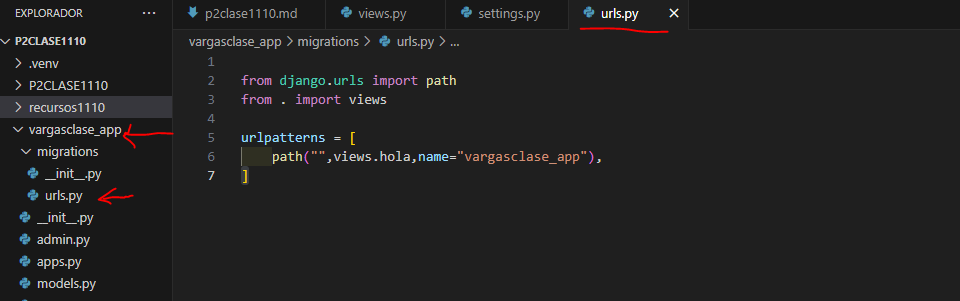 EXPLORADOR ...
P2CLASE1110
.venv
P2CLASE1110
recursos1110
vargasclase_app
migrations
__init__.py
urls.py
__init__.py
admin.py
apps.py
models.py
p2clase1110.md
views.py
settings.py
urls.py
vargasclase_app > migrations > urls.py > ...
1
2 from django.urls import path
3 from . import views
4
5 urlpatterns = [
6 path("",views.hola,name="vargasclase_app"),
7 ]